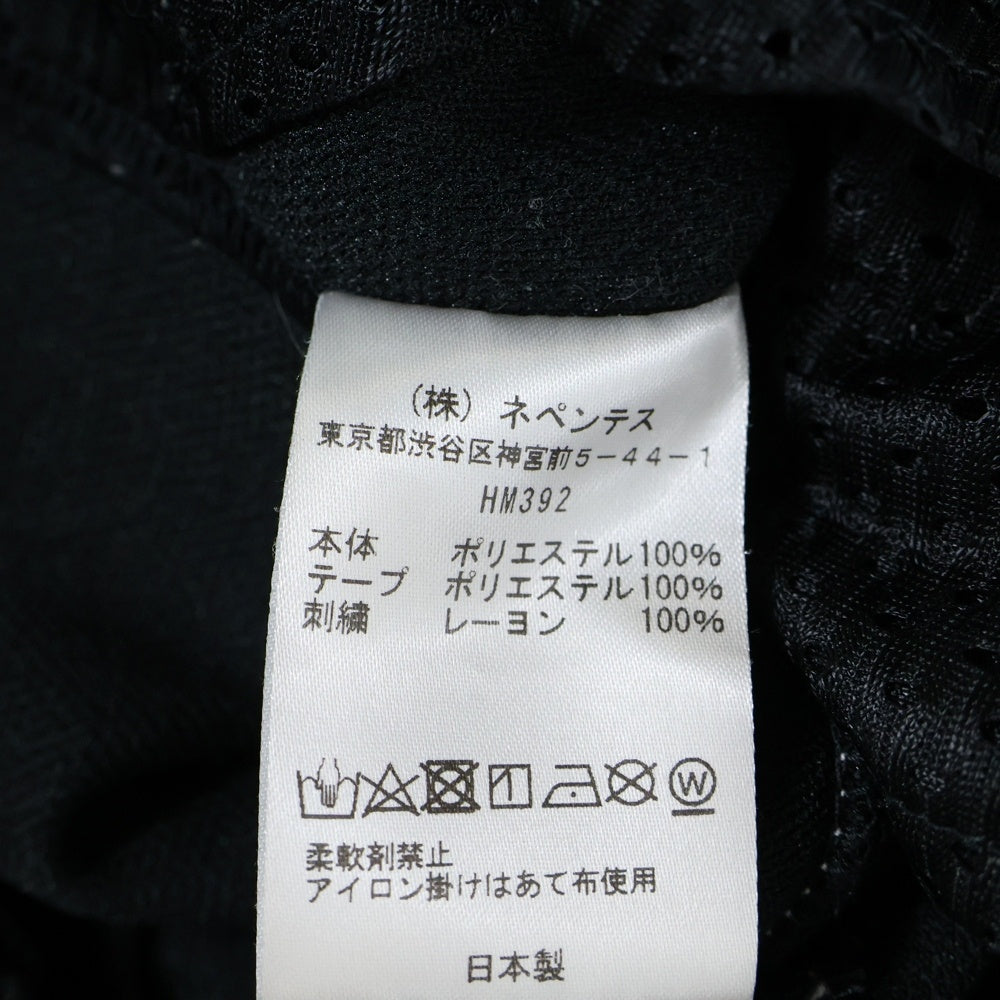 (株) ネペンテス
東京都渋谷区神宮前5-44-1
HM392
本体 ポリエステル100%
テープ ポリエステル100%
刺繍 レーヨン 100%
W
柔軟剤禁止
アイロン掛けはあて布使用
日本製